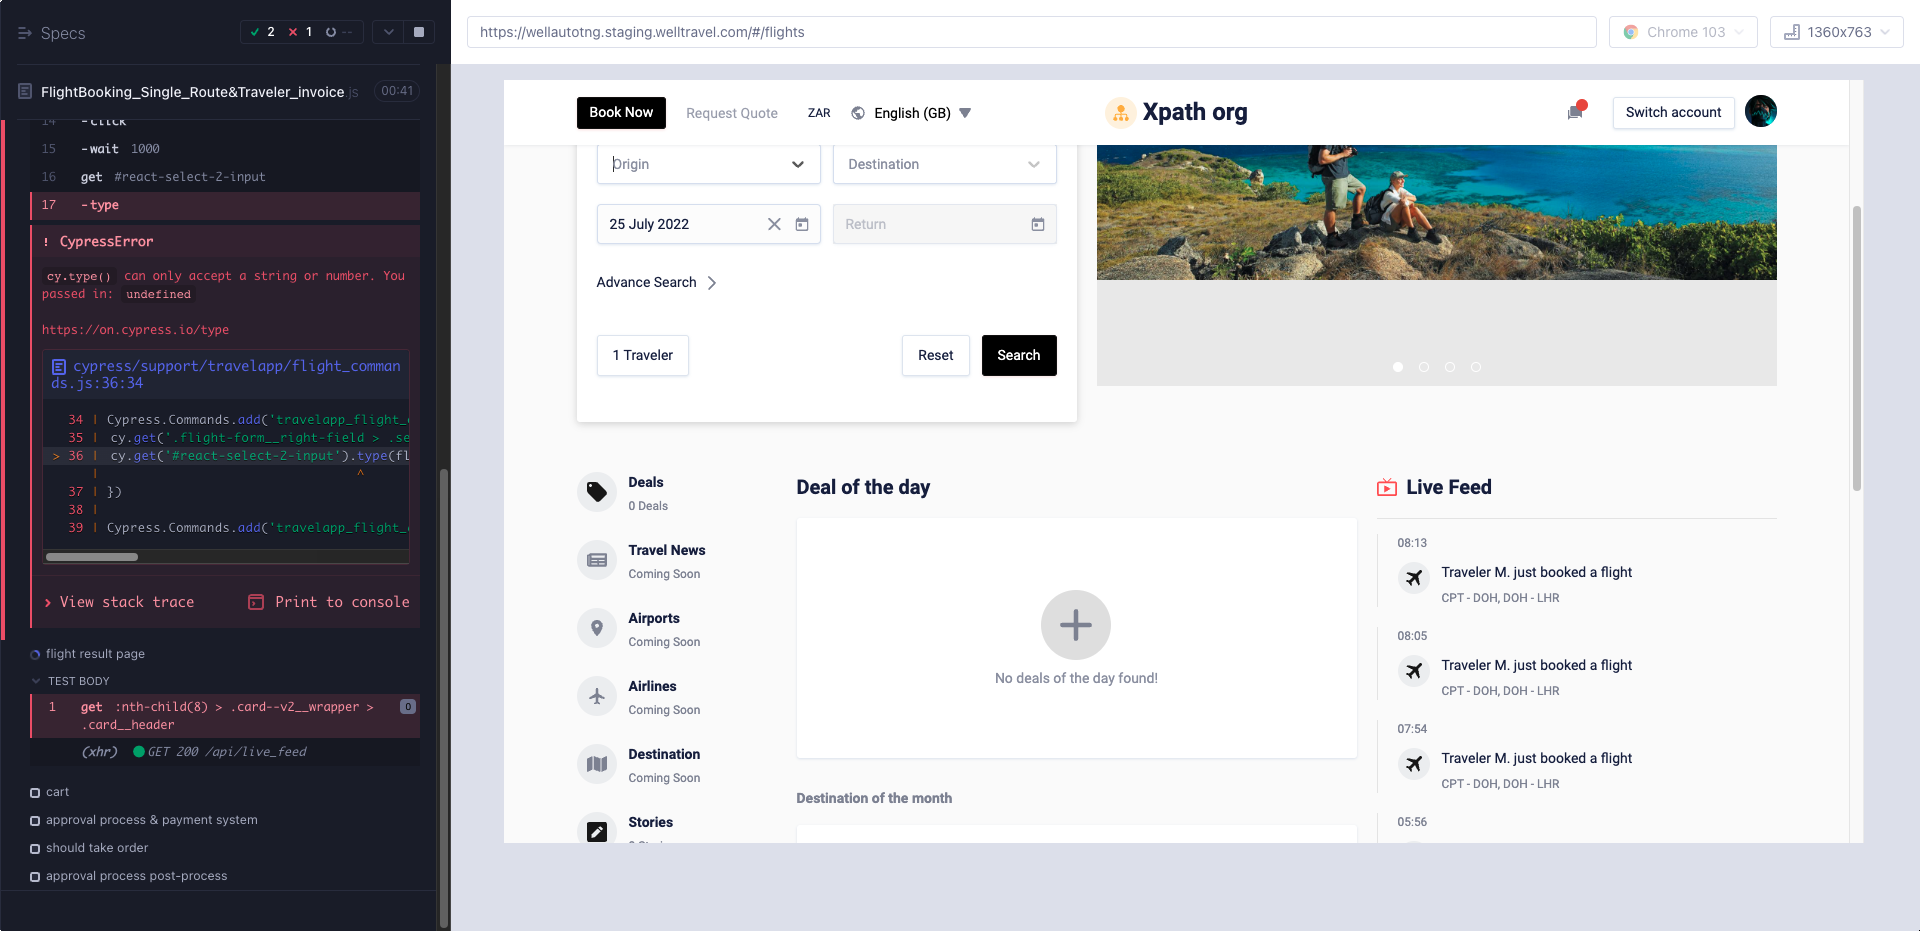 Specs
2
1
--
FlightBooking_Single_Route&Traveler_invoice.js
00:41
14 -click
15 -wait 1000
16 get #react-select-2-input
17 -type
! CypressError
cy.type() can only accept a string or number. You
passed in: undefined
https://on.cypress.io/type
cypress/support/travelapp/flight_comman
ds.js:36:34
34 | Cypress.Commands.add('travelapp_flight_
35 | cy.get('.flight-form__right-field > .se
> 36 | cy.get('#react-select-2-input').type(fl
| ^
37 | })
38 |
39 | Cypress.Commands.add('travelapp_flight_
View stack trace
Print to console
flight result page
TEST BODY
1 get :nth-child(8) > .card--v2__wrapper >
.card__header
0
(xhr) GET 200 /api/live_feed
cart
approval process & payment system
should take order
approval process post-process
https://wellautotng.staging.welltravel.com/#/flights
Chrome 103
1360x763
Book Now
Request Quote
ZAR
English (GB)
Xpath org
Switch account
Origin
Destination
25 July 2022
Return
Advance Search
1 Traveler
Reset
Search
Deals
0 Deals
Travel News
Coming Soon
Airports
Coming Soon
Airlines
Coming Soon
Destination
Coming Soon
Stories
Deal of the day
No deals of the day found!
Destination of the month
Live Feed
08:13
Traveler M. just booked a flight
CPT - DOH, DOH - LHR
08:05
Traveler M. just booked a flight
CPT - DOH, DOH - LHR
07:54
Traveler M. just booked a flight
CPT - DOH, DOH - LHR
05:56